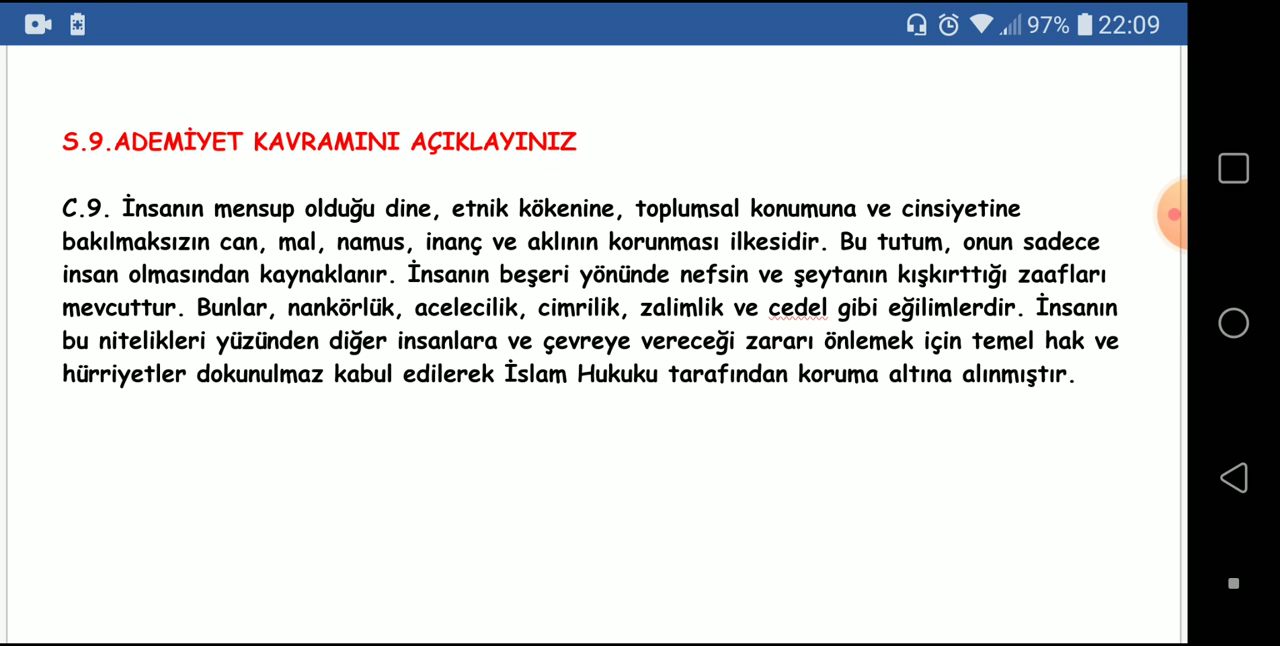 97% 22:09
S.9.ADEMİYET KAVRAMINI AÇIKLAYINIZ
C.9. İnsanın mensup olduğu dine, etnik kökenine, toplumsal konumuna ve cinsiyetine
bakılmaksızın can, mal, namus, inanç ve aklının korunması ilkesidir. Bu tutum, onun sadece
insan olmasından kaynaklanır. İnsanın beşeri yönünde nefsin ve şeytanın kışkırttığı zaafları
mevcuttur. Bunlar, nankörlük, acelecilik, cimrilik, zalimlik ve cedel gibi eğilimlerdir. İnsanın
bu nitelikleri yüzünden diğer insanlara ve çevreye vereceği zararı önlemek için temel hak ve
hürriyetler dokunulmaz kabul edilerek İslam Hukuku tarafından koruma altına alınmıştır.